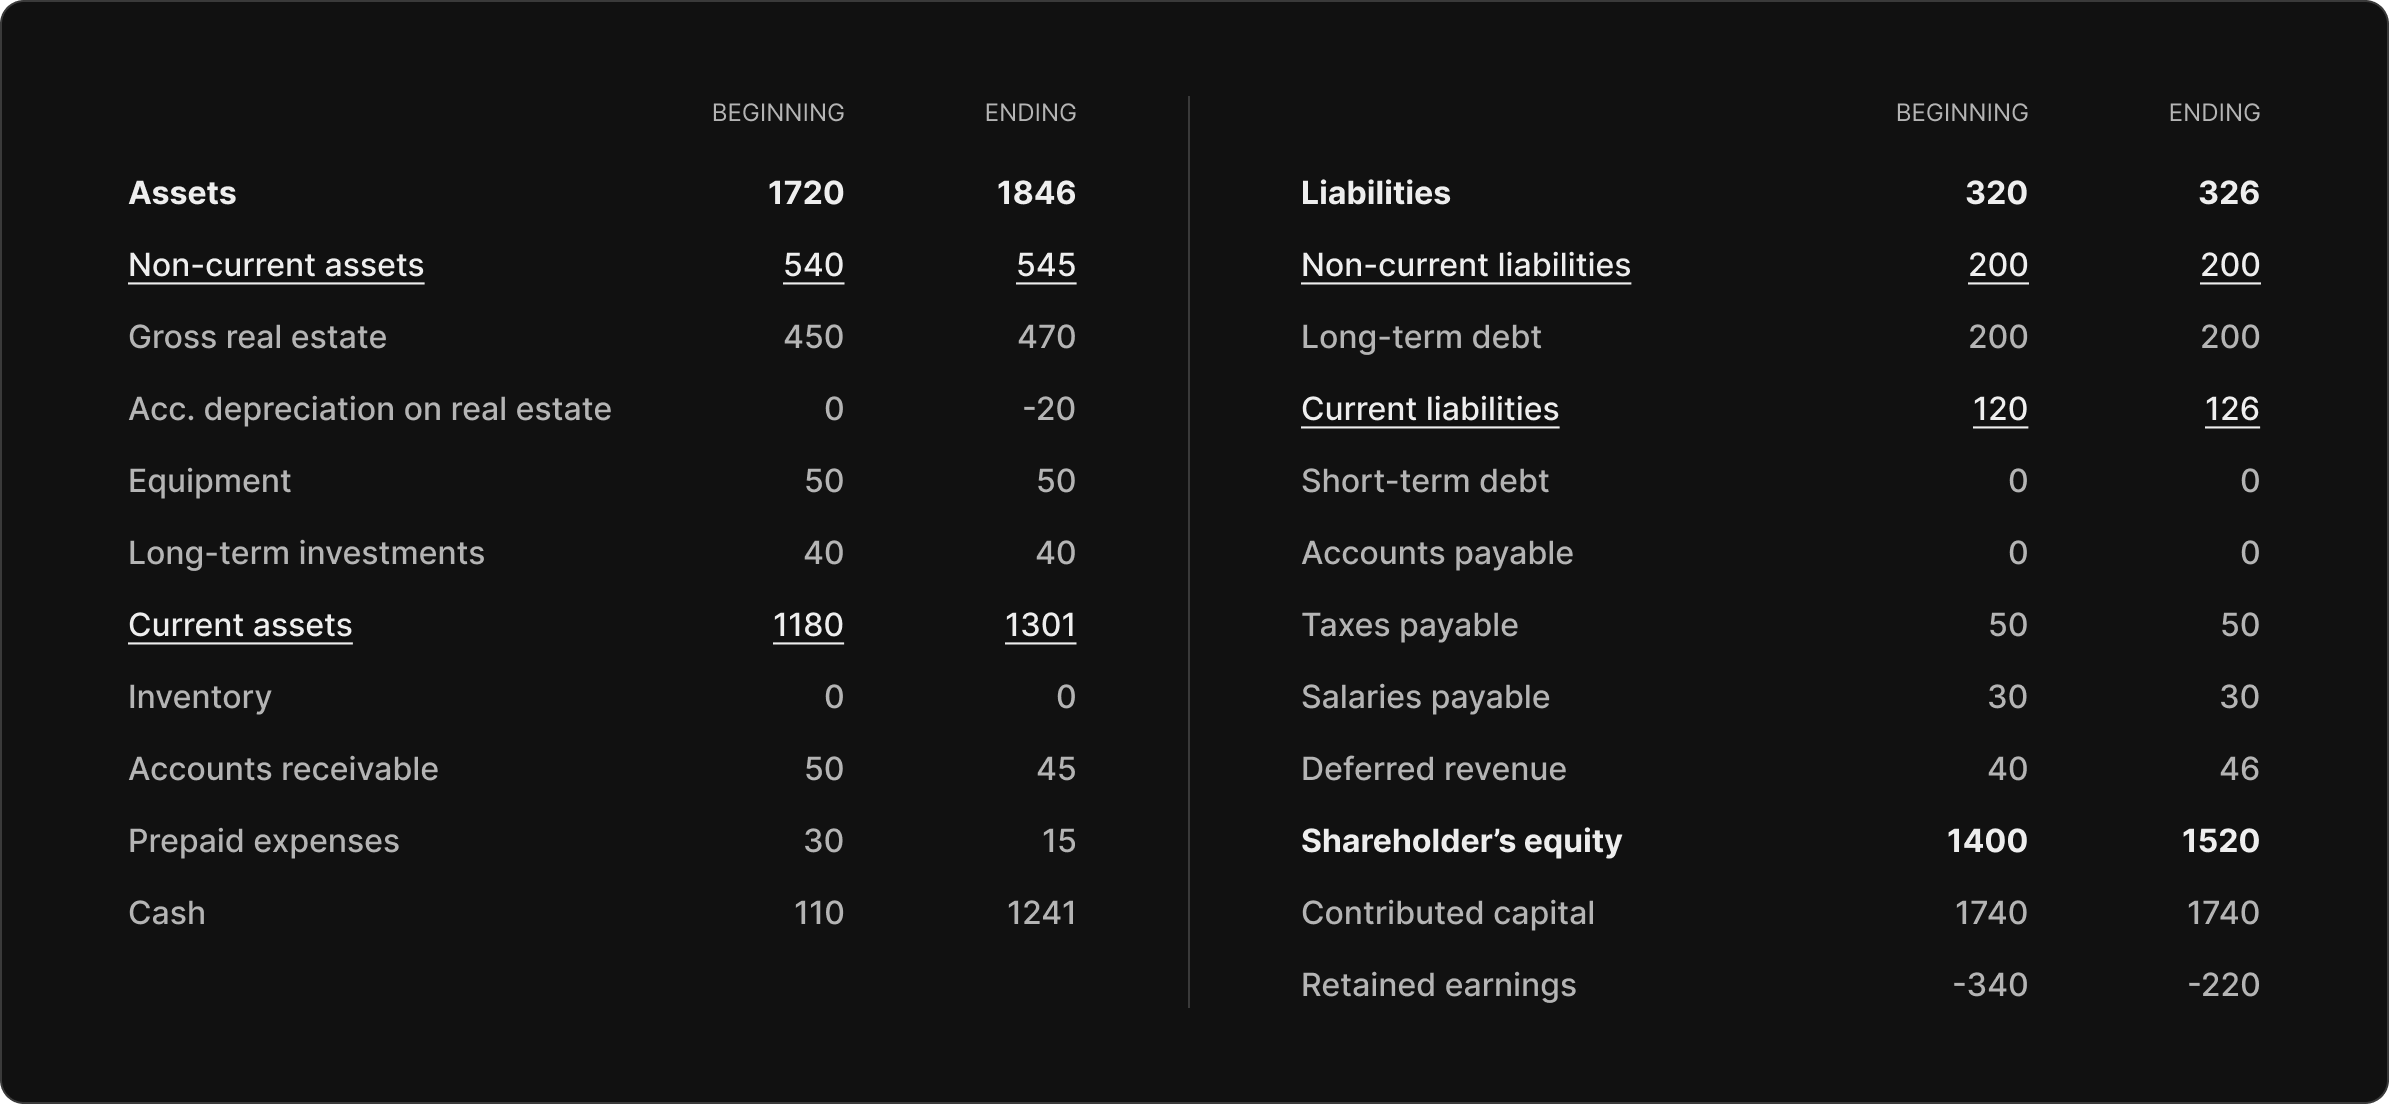 BEGINNING ENDING
Assets 1720 1846
Non-current assets 540 545
Gross real estate 450 470
Acc. depreciation on real estate 0 -20
Equipment 50 50
Long-term investments 40 40
Current assets 1180 1301
Inventory 0 0
Accounts receivable 50 45
Prepaid expenses 30 15
Cash 110 1241
BEGINNING ENDING
Liabilities 320 326
Non-current liabilities 200 200
Long-term debt 200 200
Current liabilities 120 126
Short-term debt 0 0
Accounts payable 0 0
Taxes payable 50 50
Salaries payable 30 30
Deferred revenue 40 46
Shareholder’s equity 1400 1520
Contributed capital 1740 1740
Retained earnings -340 -220